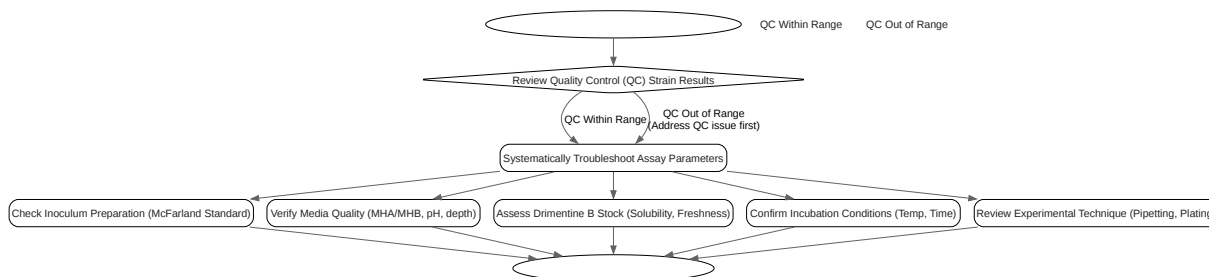 QC Within Range
QC Out of Range
Review Quality Control (QC) Strain Results
QC Within Range
QC Out of Range
(Address QC issue first)
Systematically Troubleshoot Assay Parameters
Check Inoculum Preparation (McFarland Standard)
Verify Media Quality (MHA/MHB, pH, depth)
Assess Drimentine B Stock (Solubility, Freshness)
Confirm Incubation Conditions (Temp, Time)
Review Experimental Technique (Pipetting, Plating